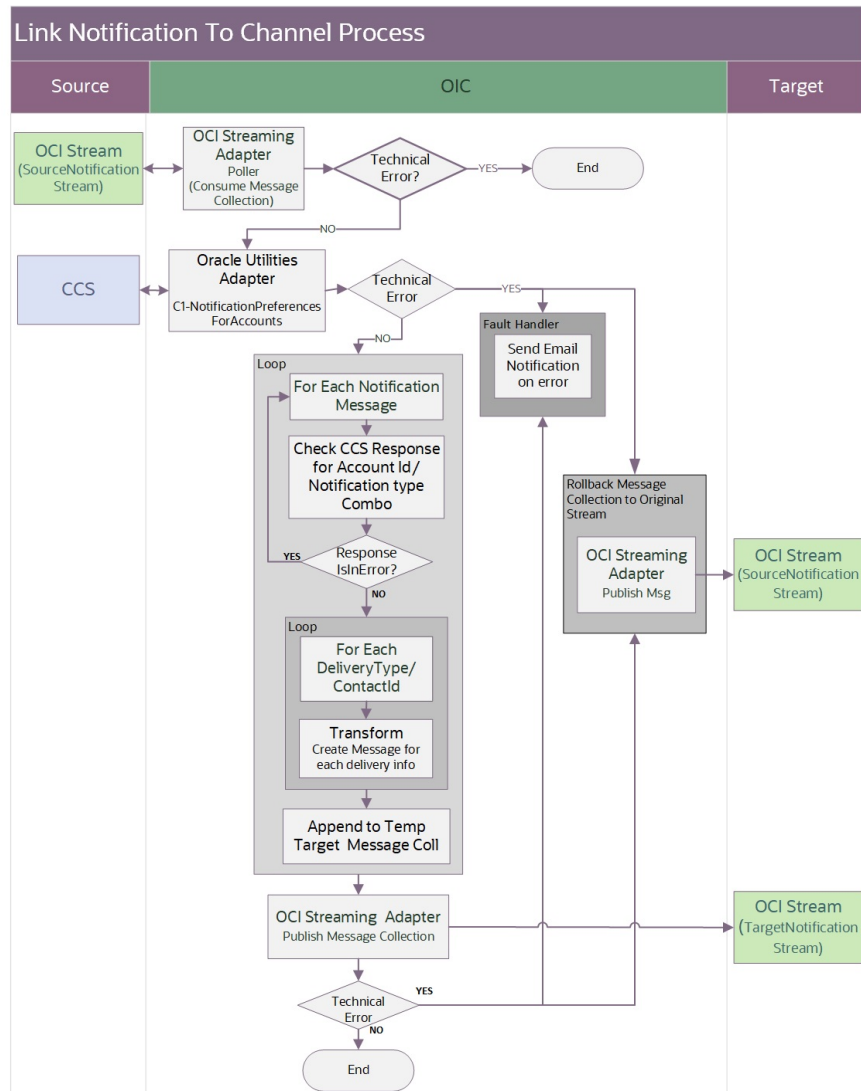 Link Notification To Channel Process
Source
OIC
Target
OCI Stream
(SourceNotification
Stream)
OCI Streaming
Adapter
Poller
(Consume Message
Collection)
Technical
Error?
YES
End
NO
CCS
Oracle Utilities
Adapter
C1-NotificationPreferences
ForAccounts
Technical
Error
YES
NO
Fault Handler
Send Email
Notification
on error
Loop
For Each Notification
Message
Check CCS Response
for Account Id/
Notification type
Combo
Response
IsInError?
YES
NO
Rollback Message
Collection to Original
Stream
OCI Streaming
Adapter
Publish Msg
OCI Stream
(SourceNotification
Stream)
Loop
For Each
DeliveryType/
ContactId
Transform
Create Message for
each delivery info
Append to Temp
Target Message Coll
OCI Streaming Adapter
Publish Message Collection
OCI Stream
(TargetNotification
Stream)
Technical
Error
YES
NO
End